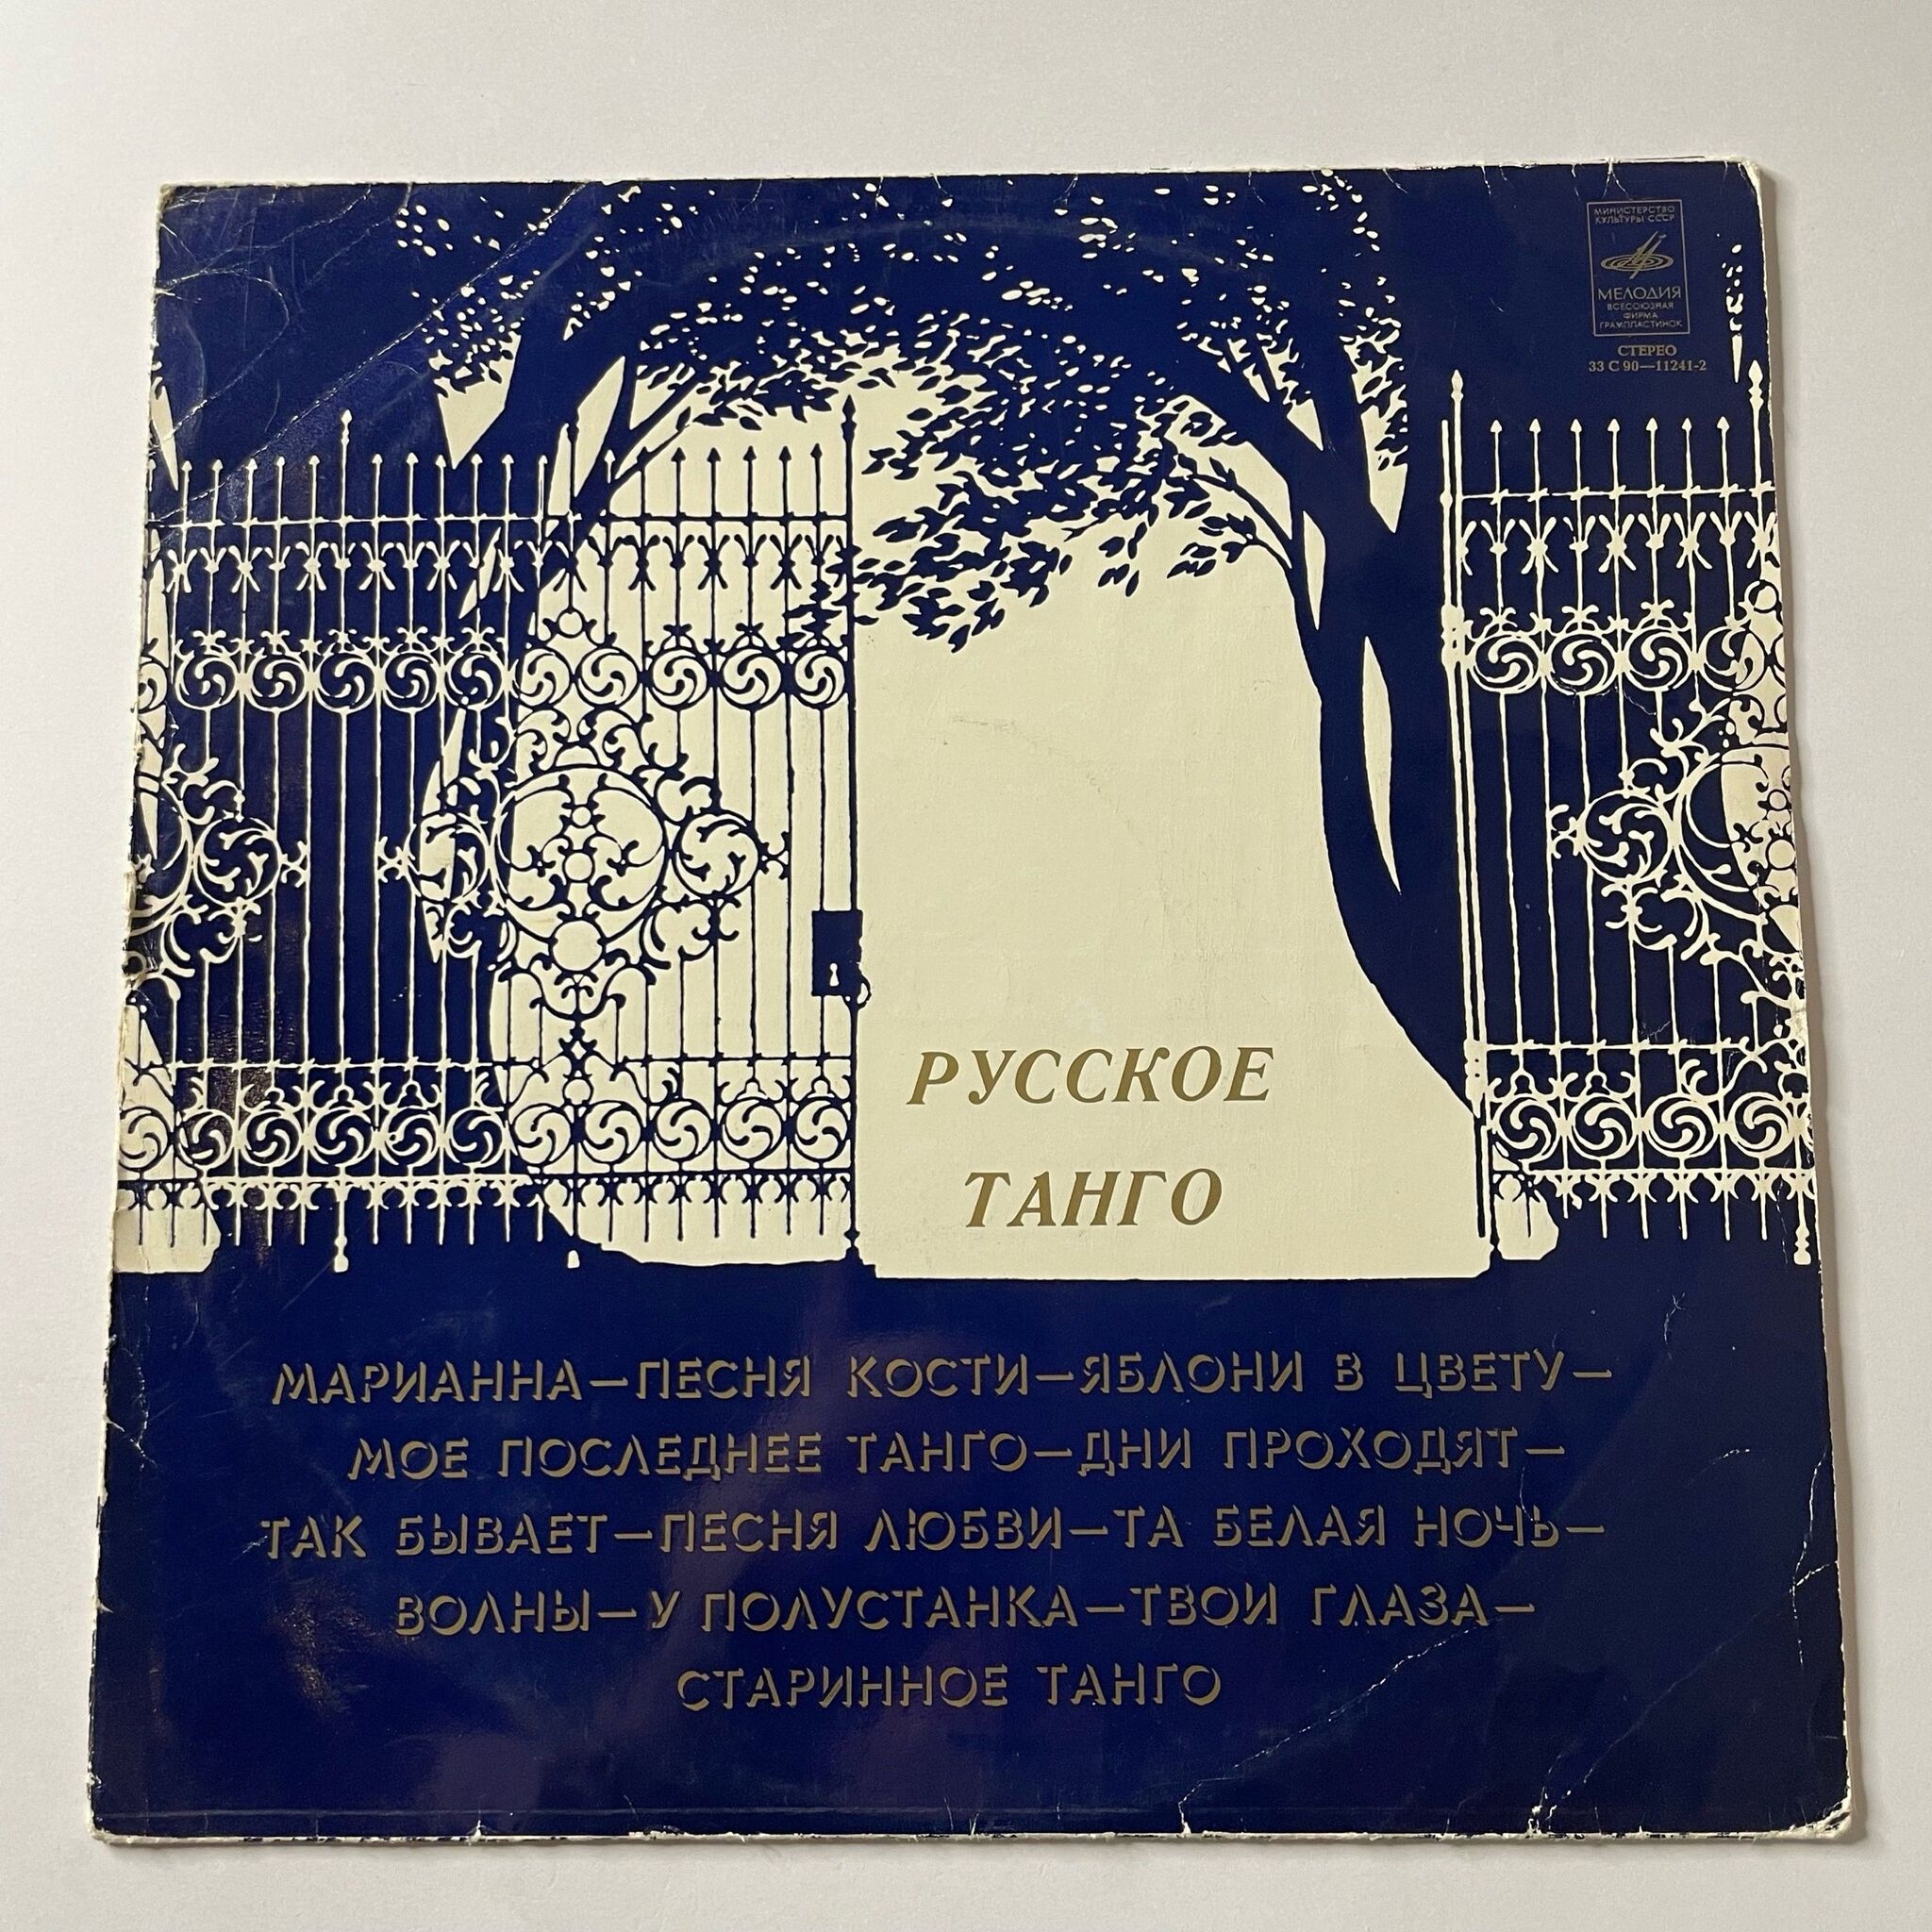 МИНИСТЕРСТВО
КУЛЬТУРЫ СССР
МЕЛОДИЯ
ВСЕСОЮЗНАЯ
ФИРМА
ГРАМПЛАСТИНОК
СТЕРЕО
33 С 90—11241-2
РУССКОЕ
ТАНГО
МАРИАННА—ПЕСНЯ КОСТИ—ЯБЛОНИ В ЦВЕТУ—
МОЕ ПОСЛЕДНЕЕ ТАНГО—ДНИ ПРОХОДЯТ—
ТАК БЫВАЕТ—ПЕСНЯ ЛЮБВИ—ТА БЕЛАЯ НОЧЬ—
ВОЛНЫ—У ПОЛУСТАНКА—ТВОИ ГЛАЗА—
СТАРИННОЕ ТАНГО